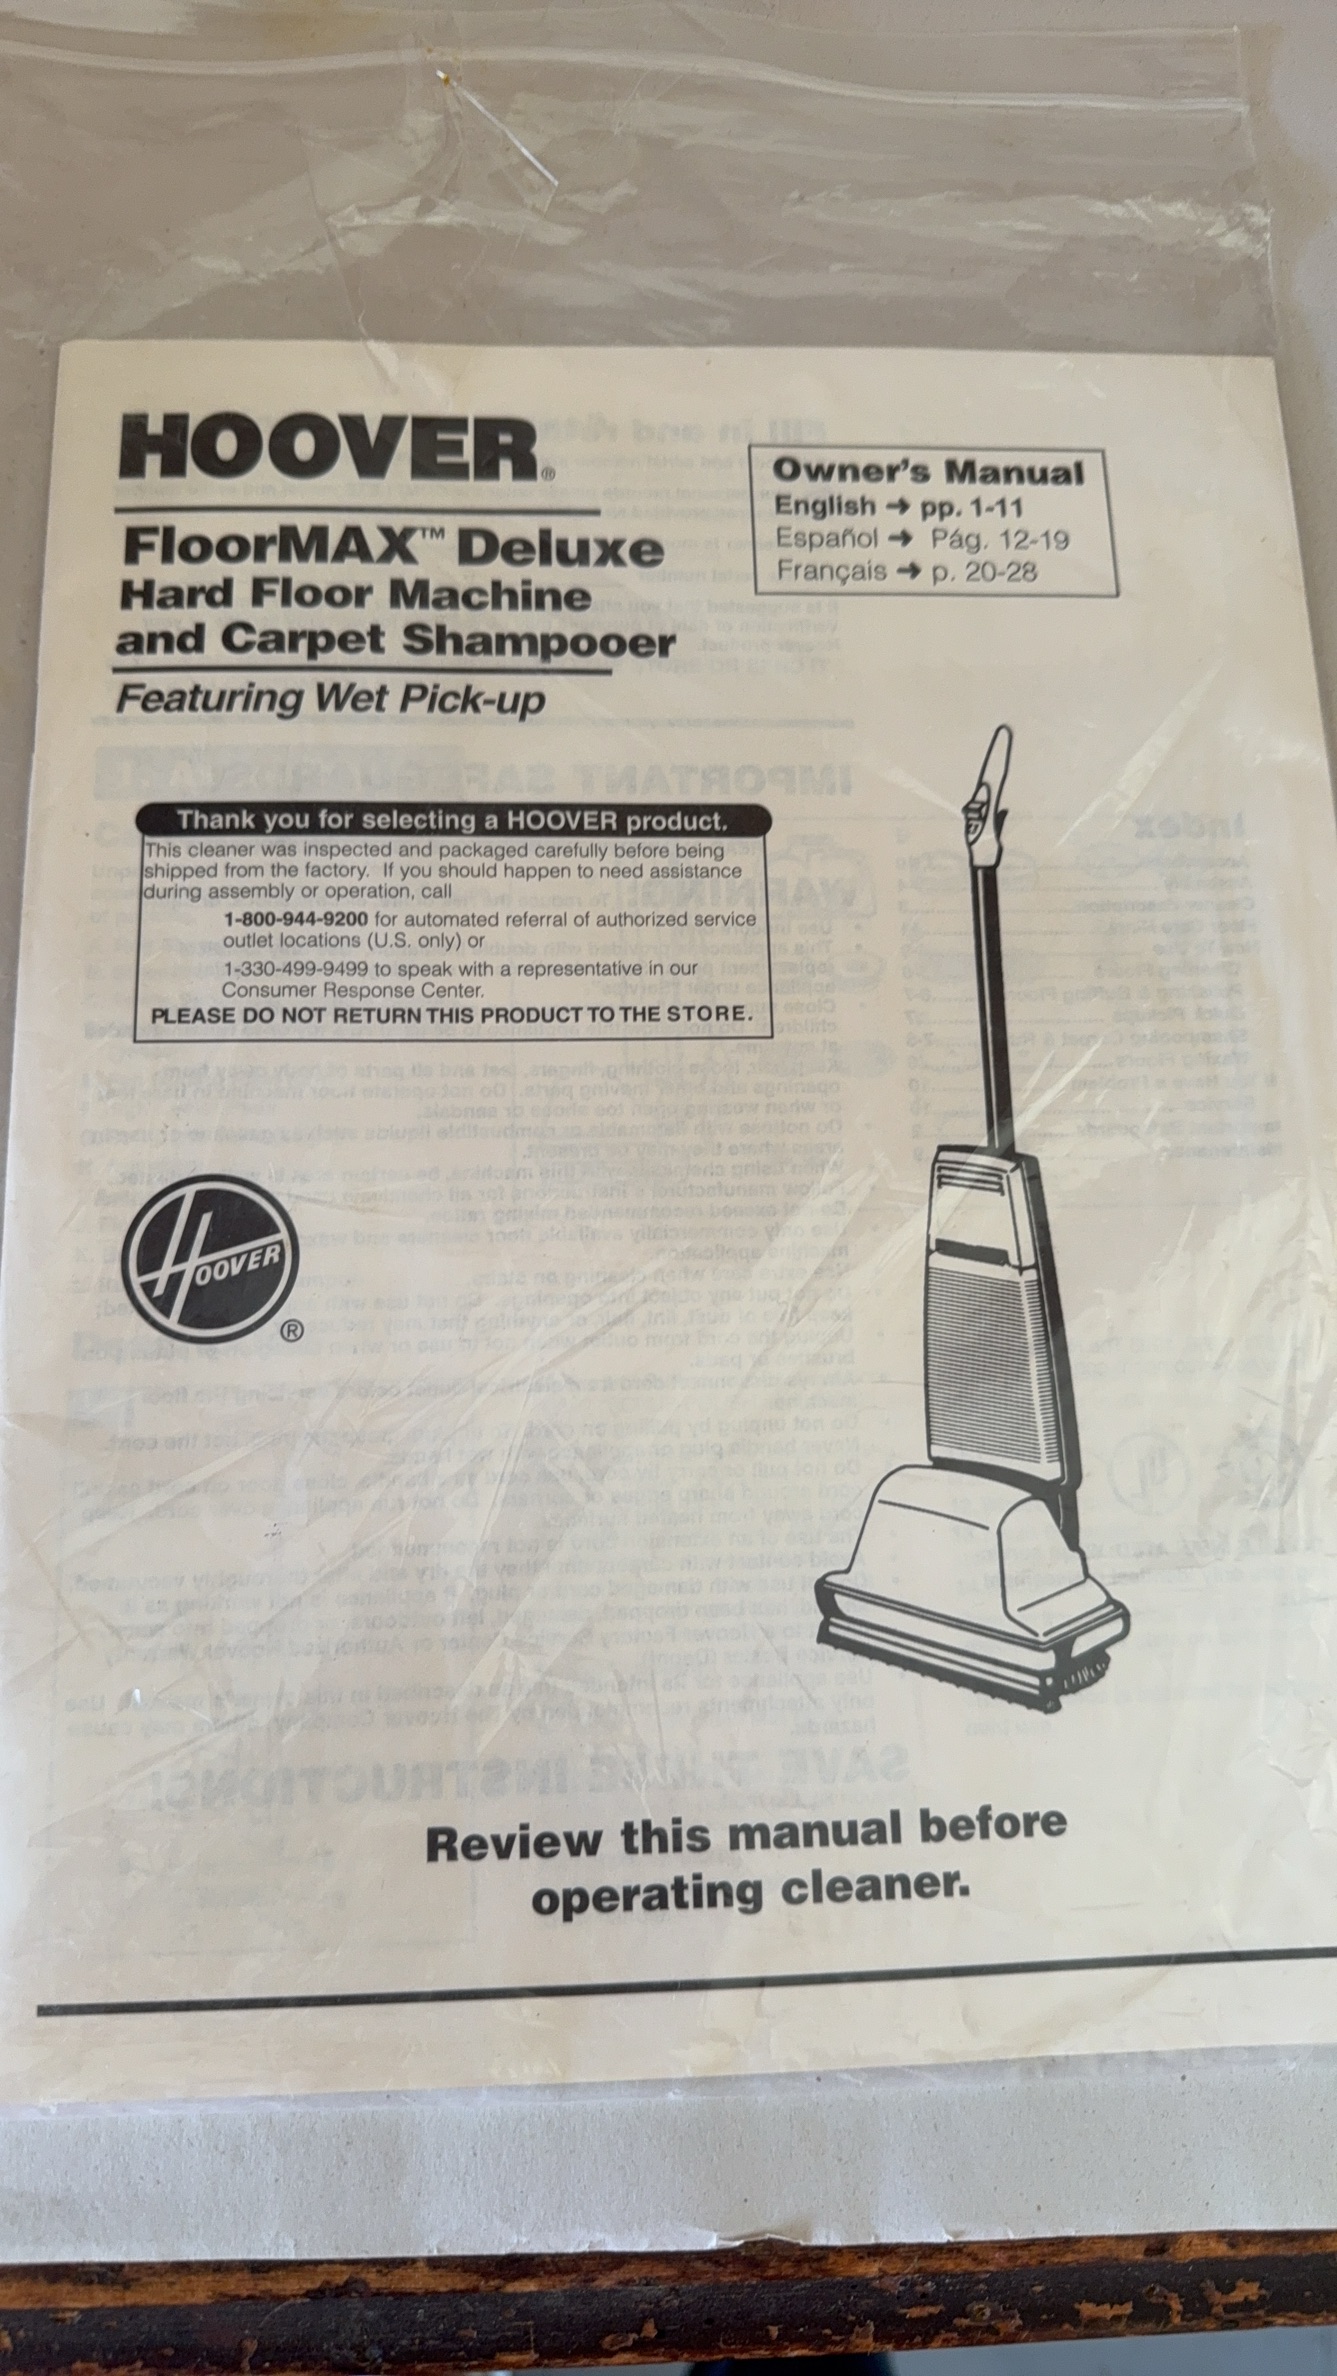 HOOVER®
FloorMAX™ Deluxe
Hard Floor Machine
and Carpet Shampooer
Featuring Wet Pick-up
Owner's Manual
English → pp. 1-11
Español → Pág. 12-19
Français → p. 20-28
Thank you for selecting a HOOVER product.
This cleaner was inspected and packaged carefully before being
shipped from the factory. If you should happen to need assistance
during assembly or operation, call
1-800-944-9200 for automated referral of authorized service
outlet locations (U.S. only) or
1-330-499-9499 to speak with a representative in our
Consumer Response Center.
PLEASE DO NOT RETURN THIS PRODUCT TO THE STORE.
HOOVER
®
Review this manual before
operating cleaner.